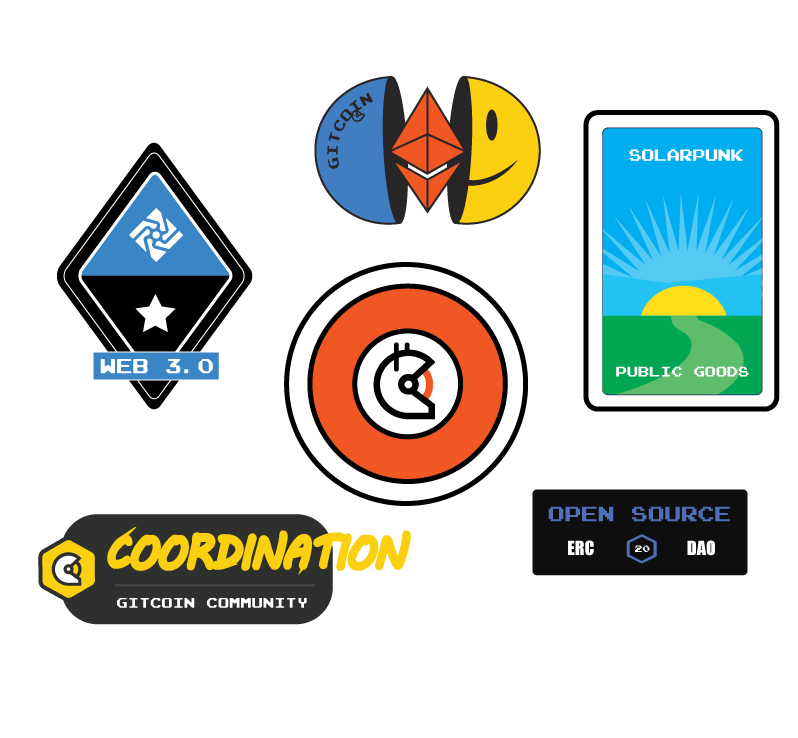 GITCOIN
SOLARPUNK
PUBLIC GOODS
WEB 3.0
COORDINATION
GITCOIN COMMUNITY
OPEN SOURCE
ERC 20 DAO